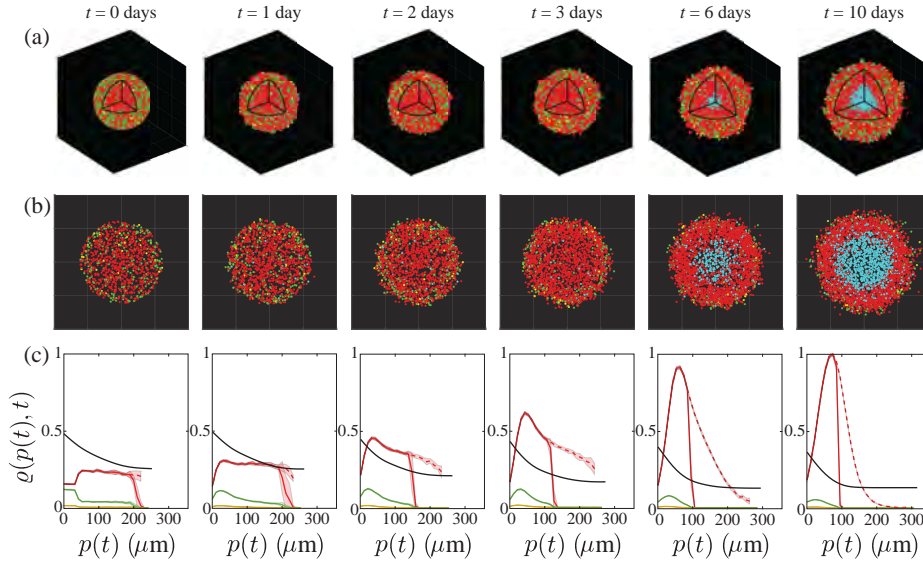 t = 0 days
t = 1 day
t = 2 days
t = 3 days
t = 6 days
t = 10 days
(a)
(b)
(c)
1
1
1
1
1
1
ϱ(p(t), t)
0.5
0.5
0.5
0.5
0.5
0.5
0
0
0
0
0
0
0 100 200 300
0 100 200 300
0 100 200 300
0 100 200 300
0 100 200 300
0 100 200 300
p(t) (µm)
p(t) (µm)
p(t) (µm)
p(t) (µm)
p(t) (µm)
p(t) (µm)